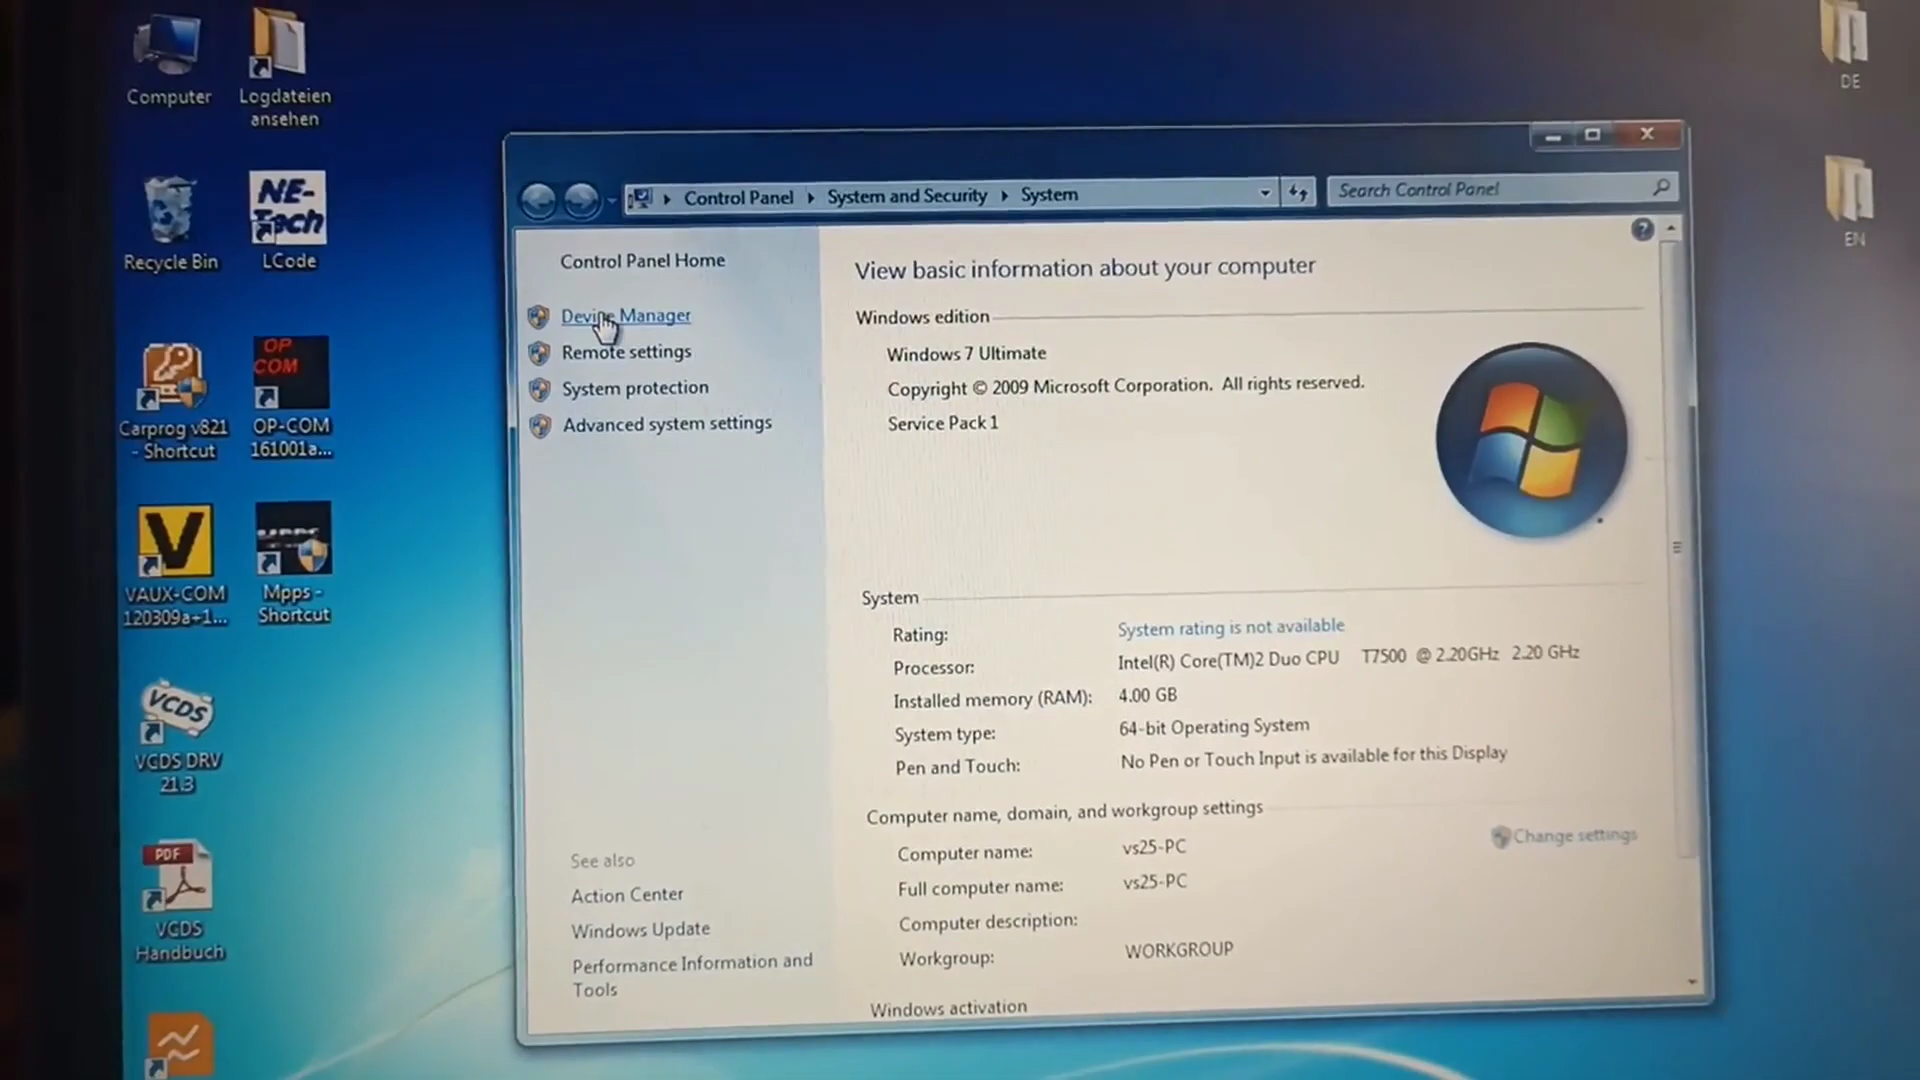 Computer
Logdateien
ansehen
Recycle Bin
NE-
Tech
LCode
Carprog v821
- Shortcut
OP
COM
OP-COM
161001a...
V
VAUX-COM
120309a+1...
Mpps -
Shortcut
VCDS
VCDS DRV
21.3
PDF
VCDS
Handbuch
DE
EN
Control Panel
System and Security
System
Search Control Panel
Control Panel Home
Device Manager
Remote settings
System protection
Advanced system settings
See also
Action Center
Windows Update
Performance Information and
Tools
View basic information about your computer
Windows edition
Windows 7 Ultimate
Copyright © 2009 Microsoft Corporation. All rights reserved.
Service Pack 1
System
Rating: System rating is not available
Processor: Intel(R) Core(TM)2 Duo CPU T7500 @ 2.20GHz 2.20 GHz
Installed memory (RAM): 4.00 GB
System type: 64-bit Operating System
Pen and Touch: No Pen or Touch Input is available for this Display
Computer name, domain, and workgroup settings
Computer name: vs25-PC
Change settings
Full computer name: vs25-PC
Computer description:
Workgroup: WORKGROUP
Windows activation